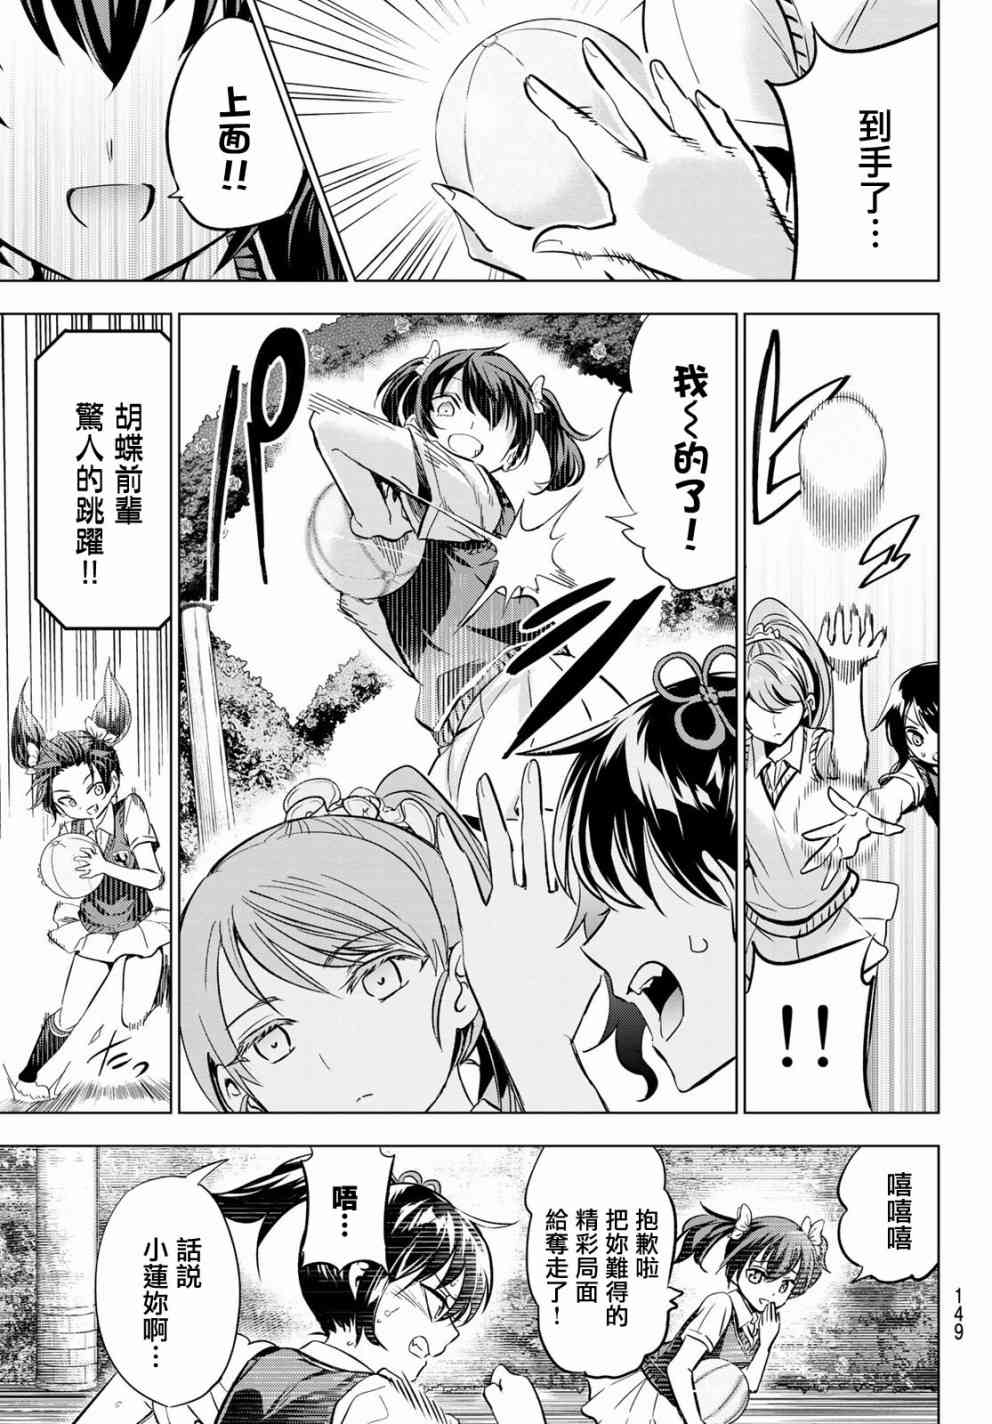 到手了…
上面!!
我～的了!
!!
胡蝶前輩
驚人的跳躍!!
嘻嘻嘻
抱歉啦
把妳難得的
精彩局面
給奪走了!
唔…
話説
小蓮妳啊…
149